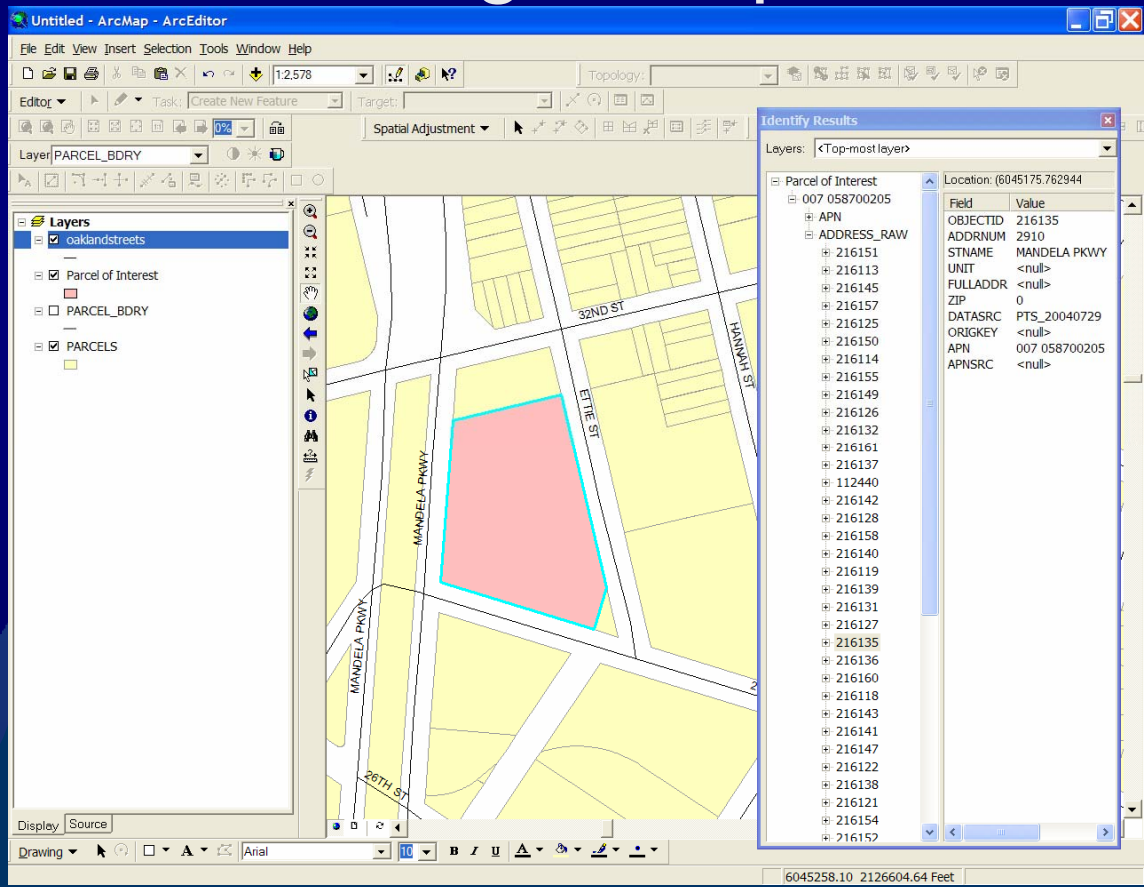 Untitled - ArcMap - ArcEditor
File Edit View Insert Selection Tools Window Help
1:2,578
Topology:
Editor
Task: Create New Feature
Target:
0%
Spatial Adjustment
Layer PARCEL_BDRY
Layers
oaklandstreets
Parcel of Interest
PARCEL_BDRY
PARCELS
Display Source
32ND ST
HANNAH ST
ETTIE ST
MANDELA PKWY
MANDELA PKWY
26TH ST
Identify Results
Layers: <Top-most layer>
Parcel of Interest
007 058700205
APN
ADDRESS_RAW
216151
216113
216145
216157
216125
216150
216114
216155
216149
216126
216132
216161
216137
112440
216142
216128
216158
216140
216119
216139
216131
216127
216135
216136
216160
216118
216143
216141
216147
216122
216138
216121
216154
216152
Location: (6045175.762944
Field Value
OBJECTID 216135
ADDRNUM 2910
STNAME MANDELA PKWY
UNIT <null>
FULLADDR <null>
ZIP 0
DATASRC PTS_20040729
ORIGKEY <null>
APN 007 058700205
APNSRC <null>
Drawing
A
Arial
10
B I U A
6045258.10 2126604.64 Feet